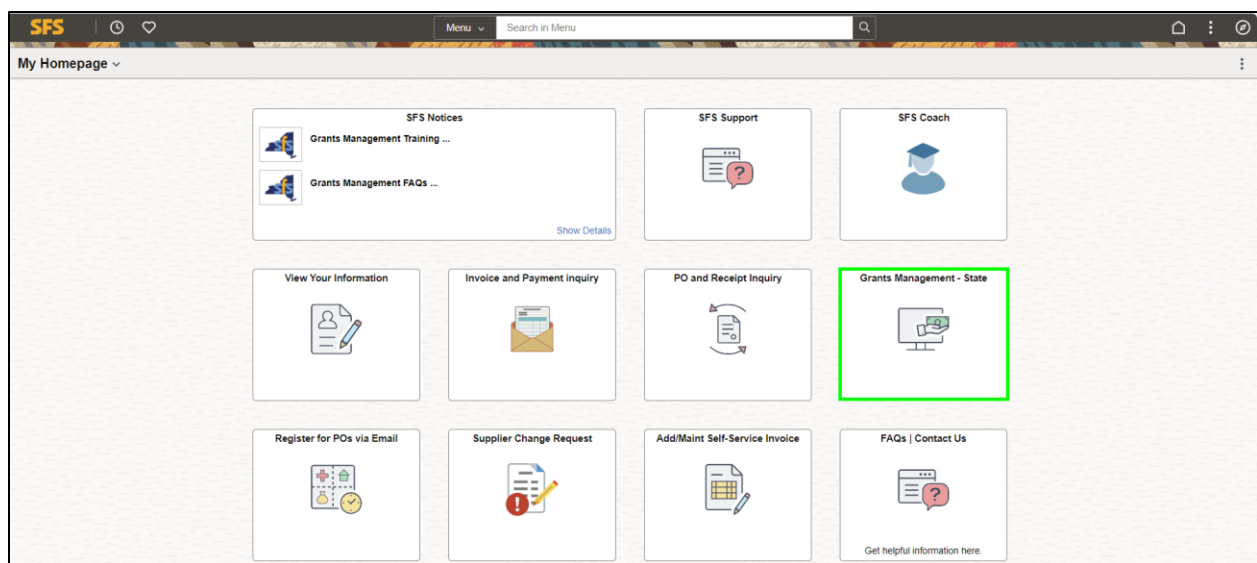 SFS
Menu
Search in Menu
My Homepage
SFS Notices
Grants Management Training ...
Grants Management FAQs ...
Show Details
SFS Support
SFS Coach
View Your Information
Invoice and Payment inquiry
PO and Receipt Inquiry
Grants Management - State
Register for POs via Email
Supplier Change Request
Add/Maint Self-Service Invoice
FAQs | Contact Us
Get helpful information here.